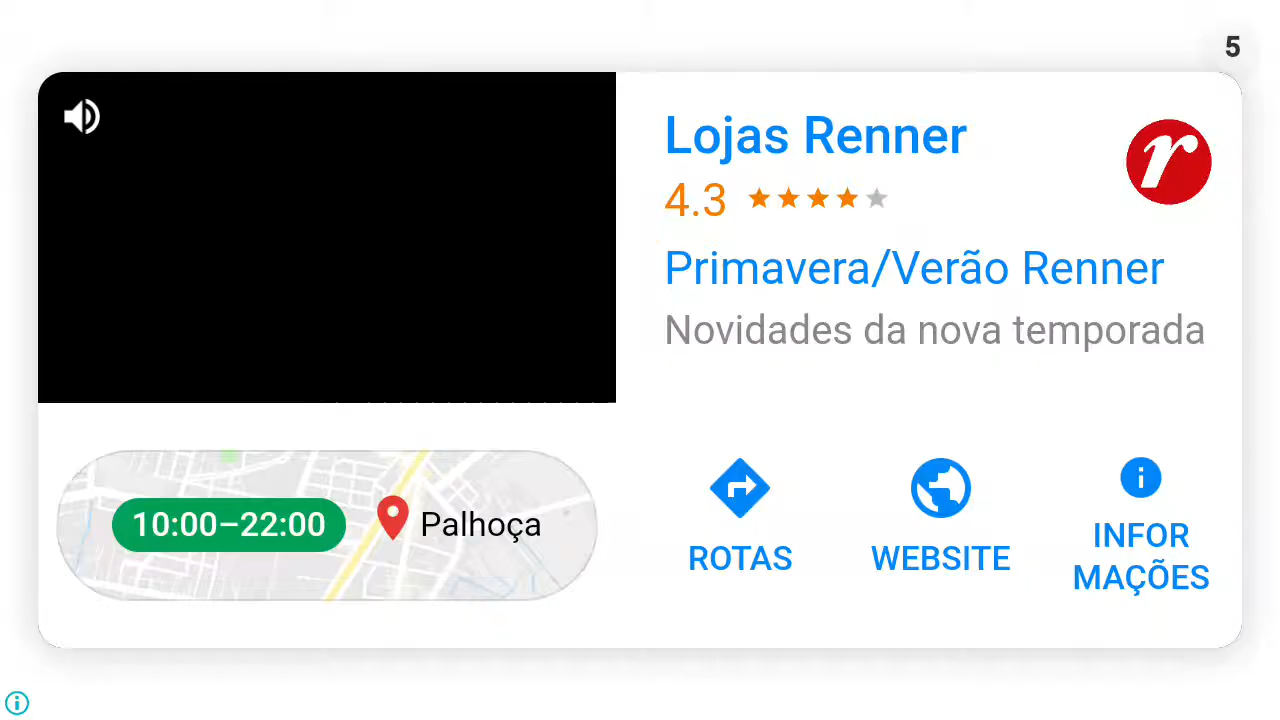 5
Lojas Renner
r
4.3
Primavera/Verão Renner
Novidades da nova temporada
10:00–22:00
Palhoça
ROTAS
WEBSITE
INFOR
MAÇÕES